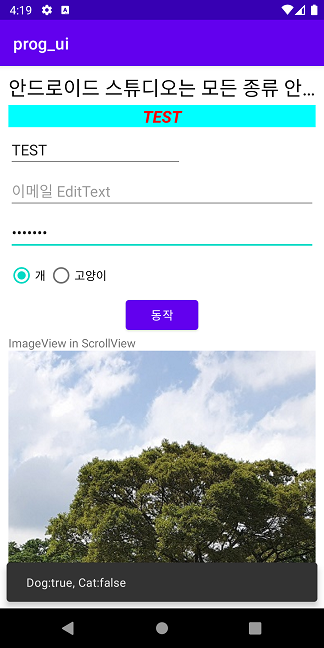 4:19
prog_ui
안드로이드 스튜디오는 모든 종류 안...
TEST
TEST
이메일 EditText
•••••••
개 고양이
동작
ImageView in ScrollView
Dog:true, Cat:false